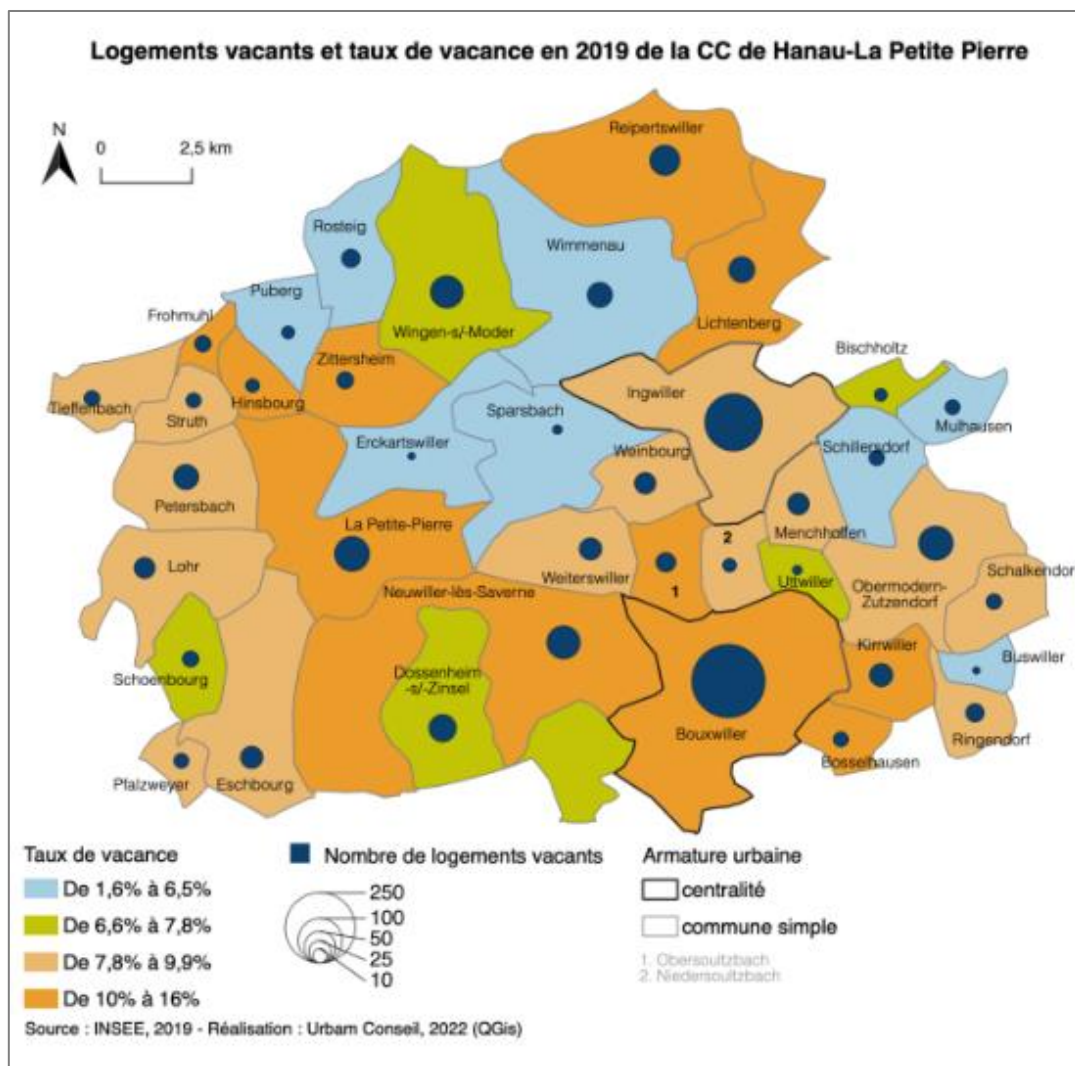 Logements vacants et taux de vacance en 2019 de la CC de Hanau-La Petite Pierre
N
0 2,5 km
Reipertswiller
Rosteig
Wimmenau
Puberg
Frohmuhl
Wingen-s/-Moder
Lichtenberg
Zittersheim
Bischholtz
Tieffenbach
Hinsbourg
Ingwiller
Struth
Sparsbach
Mulhausen
Erckartswiller
Schillersdorf
Weinbourg
Petersbach
La Petite-Pierre
Menchhoffen
2
Lohr
Weiterswiller
Uttwiller
Schalkendorf
Obermodern-
Zutzendorf
Neuwiller-lès-Saverne
1
Kirrwiller
Buswiller
Schoenbourg
Dossenheim
-s/-Zinsel
Bouxwiller
Ringendorf
Bosselhausen
Pfalzweyer
Eschbourg
Taux de vacance
De 1,6% à 6,5%
De 6,6% à 7,8%
De 7,8% à 9,9%
De 10% à 16%
Nombre de logements vacants
250
100
50
25
10
Armature urbaine
centralité
commune simple
1. Obersoultzbach
2. Niedersoultzbach
Source : INSEE, 2019 - Réalisation : Urbam Conseil, 2022 (QGis)